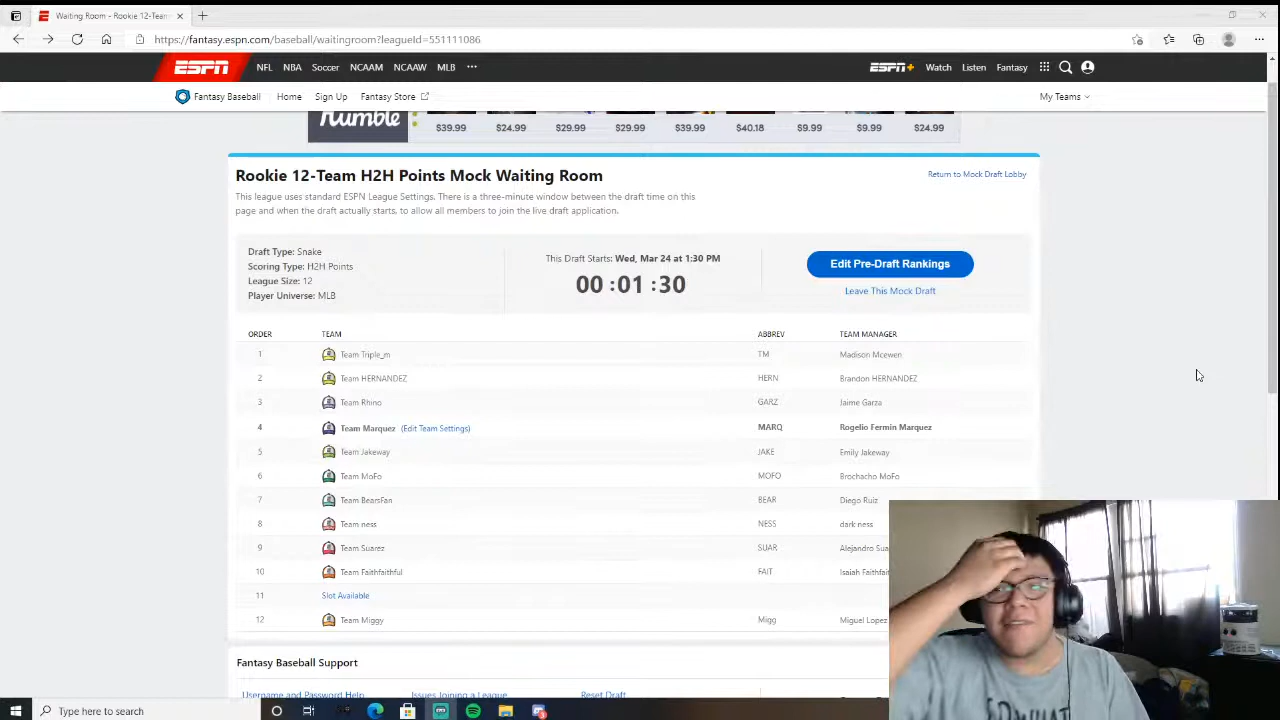 Waiting Room - Rookie 12-Team
https://fantasy.espn.com/baseball/waitingroom?leagueId=551111086
ESPN NFL NBA Soccer NCAAM NCAAW MLB ESPN+ Watch Listen Fantasy
Fantasy Baseball Home Sign Up Fantasy Store My Teams
Rumble $39.99 $24.99 $29.99 $29.99 $39.99 $40.18 $9.99 $9.99 $24.99
Rookie 12-Team H2H Points Mock Waiting Room Return to Mock Draft Lobby
This league uses standard ESPN League Settings. There is a three-minute window between the draft time on this
page and when the draft actually starts, to allow all members to join the live draft application.
Draft Type: Snake
Scoring Type: H2H Points
League Size: 12
Player Universe: MLB
This Draft Starts: Wed, Mar 24 at 1:30 PM
00 :01 :30
Edit Pre-Draft Rankings
Leave This Mock Draft
ORDER TEAM ABBREV TEAM MANAGER
1 Team Triple_m TM Madison Mcewen
2 Team HERNANDEZ HERN Brandon HERNANDEZ
3 Team Rhino GARZ Jaime Garza
4 Team Marquez (Edit Team Settings) MARQ Rogelio Fermin Marquez
5 Team Jakeway JAKE Emily Jakeway
6 Team MoFo MOFO Brochacho MoFo
7 Team BearsFan BEAR Diego Ruiz
8 Team ness NESS dark ness
9 Team Suarez SUAR Alejandro Sua
10 Team Faithfaithful FAIT Isaiah Faithfa
11 Slot Available
12 Team Miggy Migg Miguel Lopez
Fantasy Baseball Support
Username and Password Help Issues Joining a League Reset Draft
Type here to search